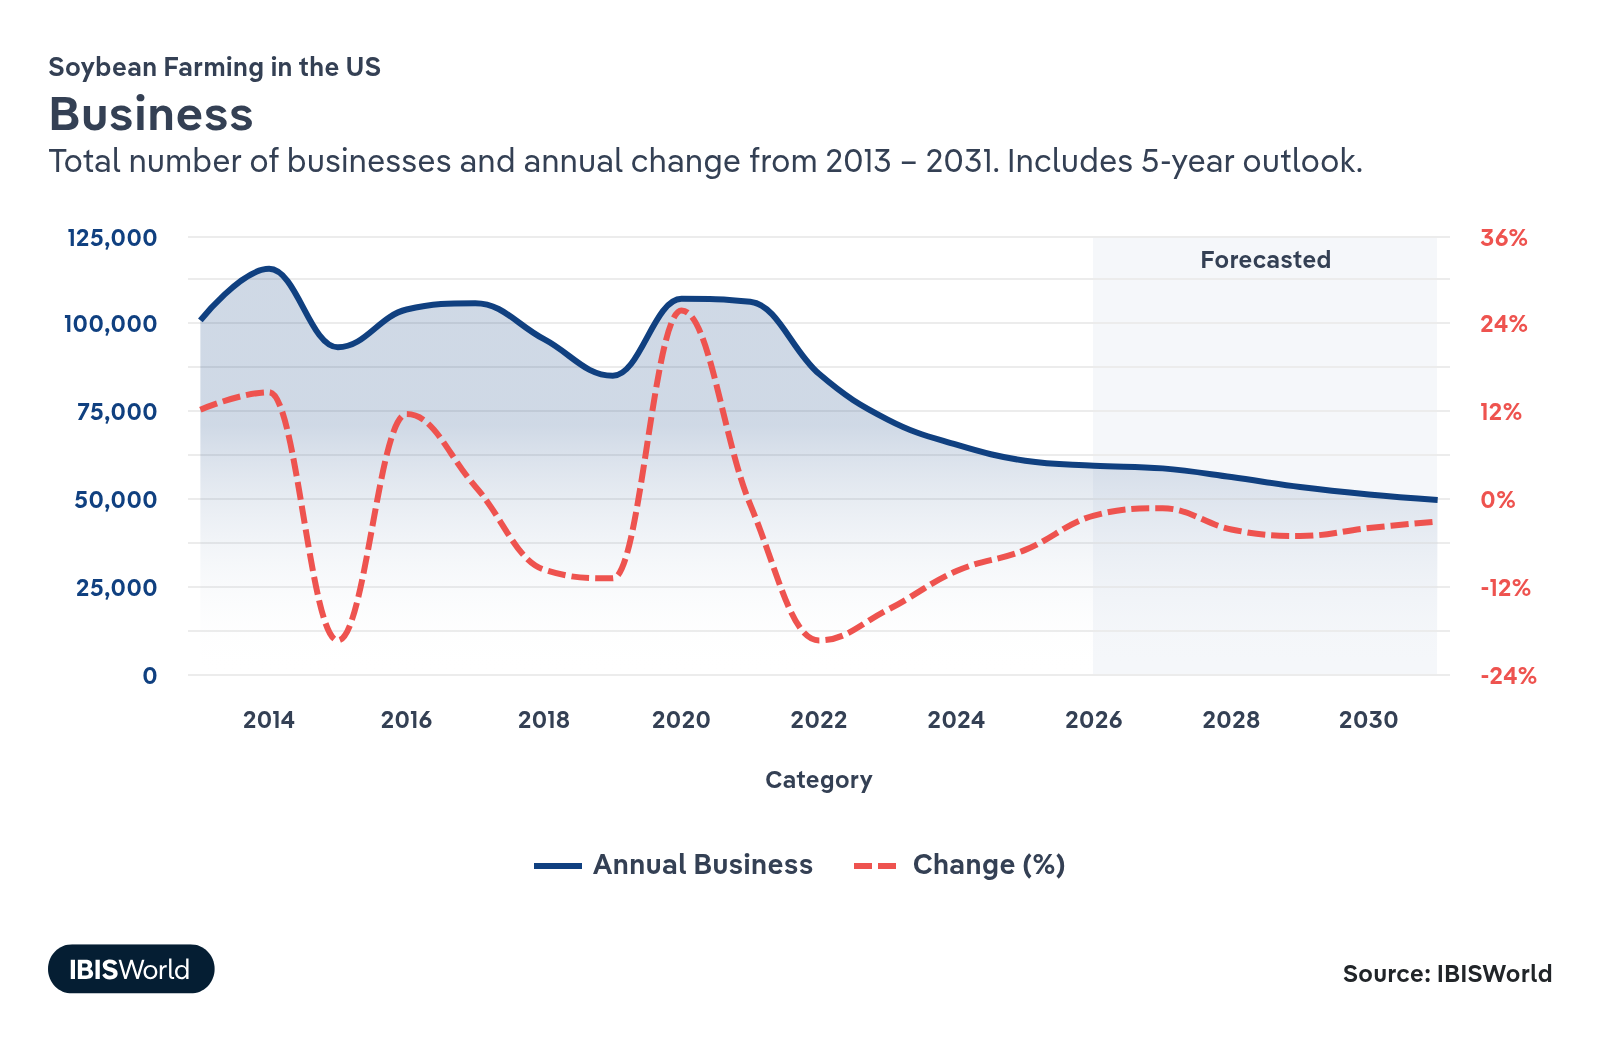 Soybean Farming in the US
Business
Total number of businesses and annual change from 2013 – 2031. Includes 5-year outlook.
125,000
100,000
75,000
50,000
25,000
0
Forecasted
36%
24%
12%
0%
-12%
-24%
2014 2016 2018 2020 2022 2024 2026 2028 2030
Category
Annual Business Change (%)
IBISWorld
Source: IBISWorld